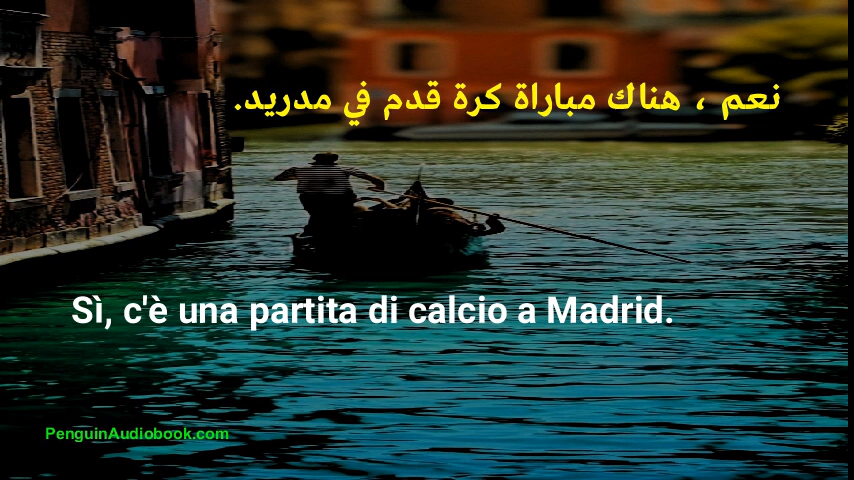 نعم ، هناك مباراة كرة قدم في مدريد.
Sì, c'è una partita di calcio a Madrid.
PenguinAudiobook.com